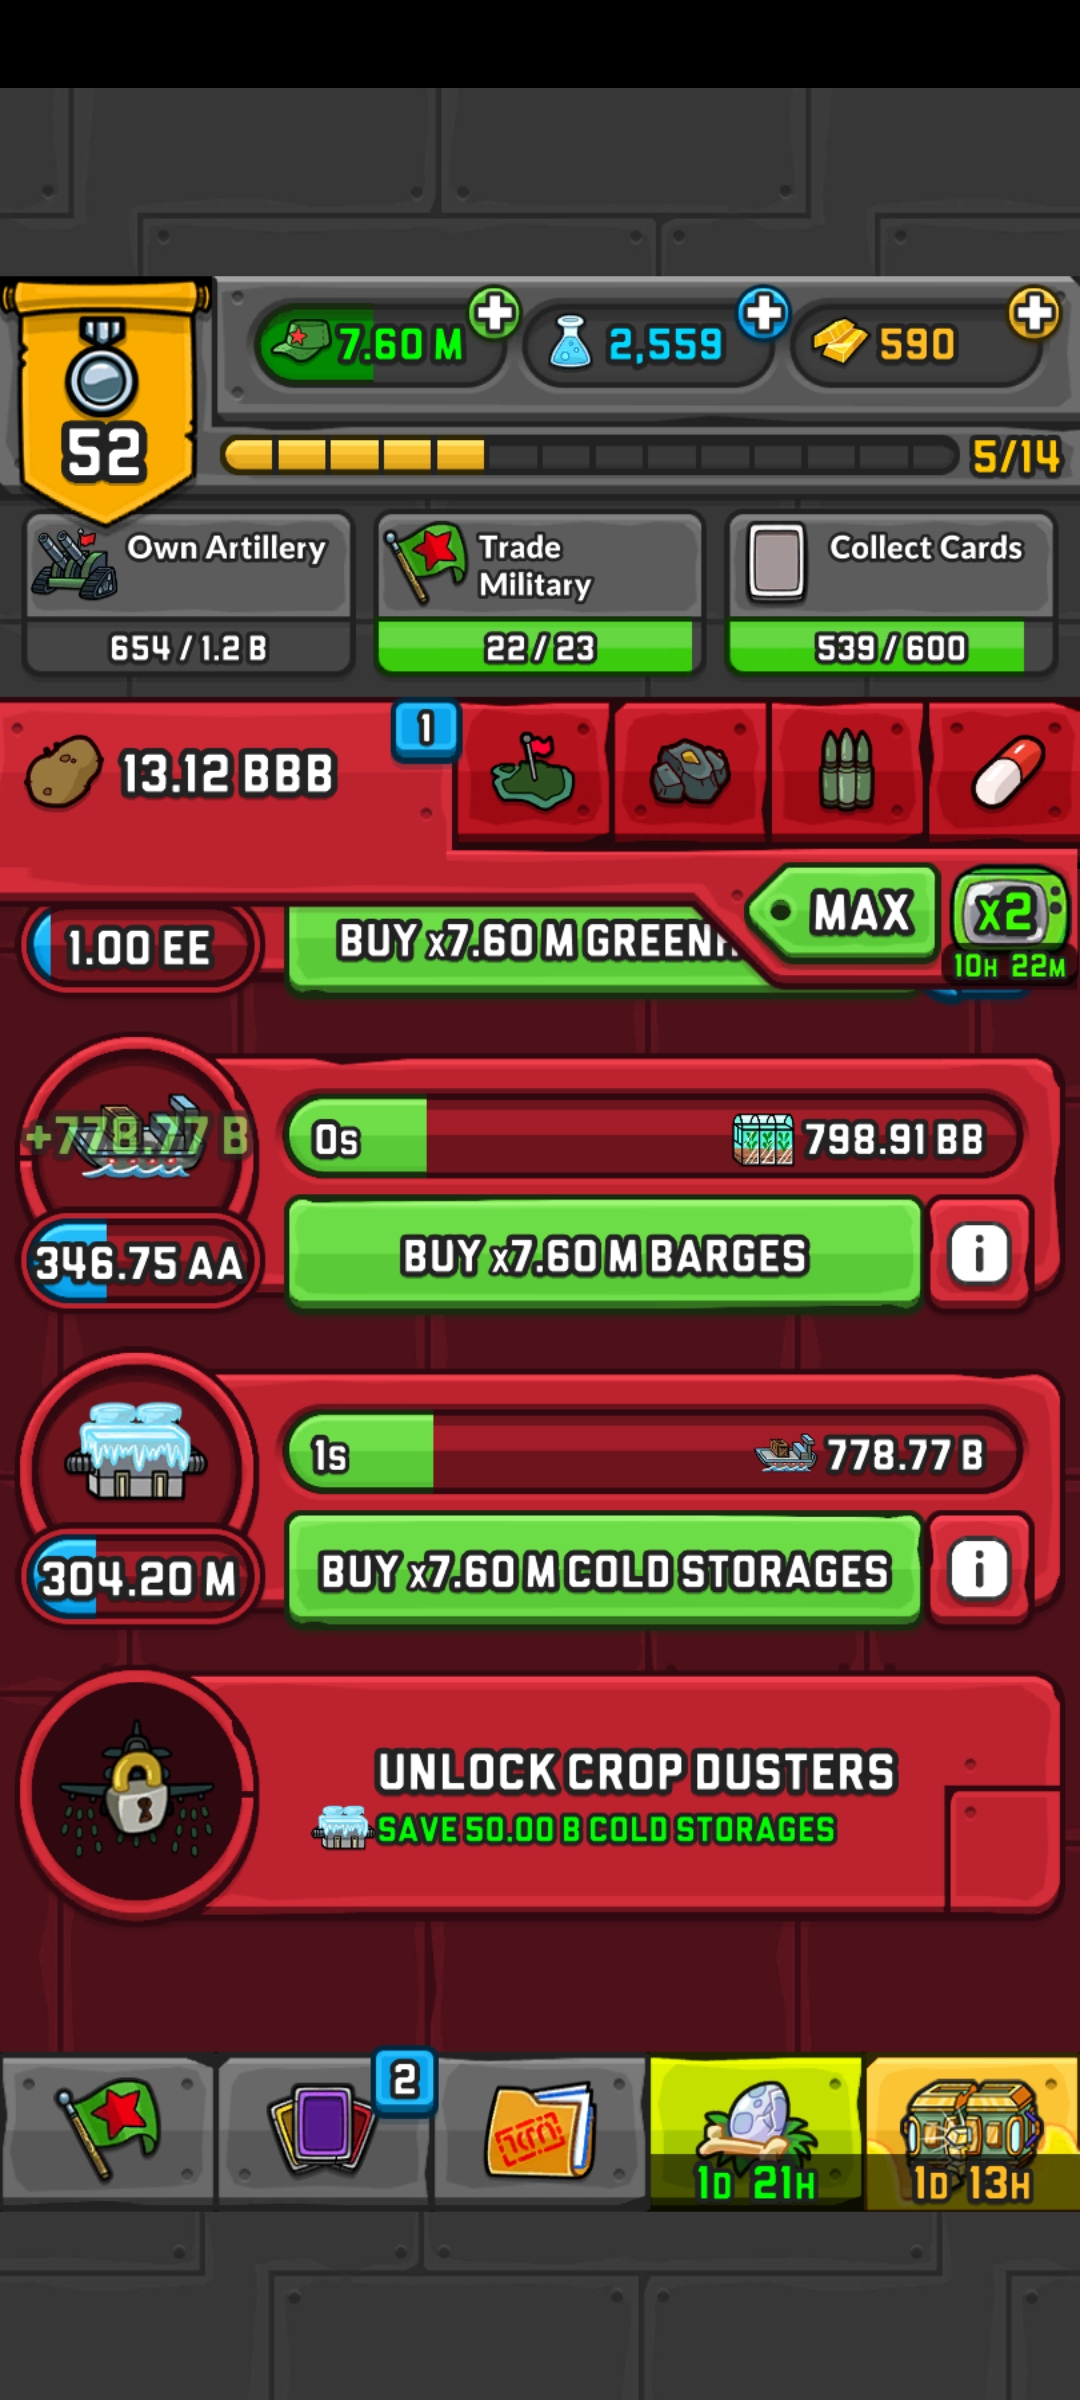 7.60 M
2,559
590
52
5/14
Own Artillery
Trade
Military
Collect Cards
654 / 1.2 B
22 / 23
539 / 600
13.12 BBB
1
MAX
x2
10H 22M
1.00 EE
BUY x7.60 M
+778.77 B
0s
798.91 BB
346.75 AA
BUY x7.60 M BARGES
i
1s
778.77 B
304.20 M
BUY x7.60 M COLD STORAGES
i
UNLOCK CROP DUSTERS
SAVE 50.00 B COLD STORAGES
2
1D 21H
1D 13H